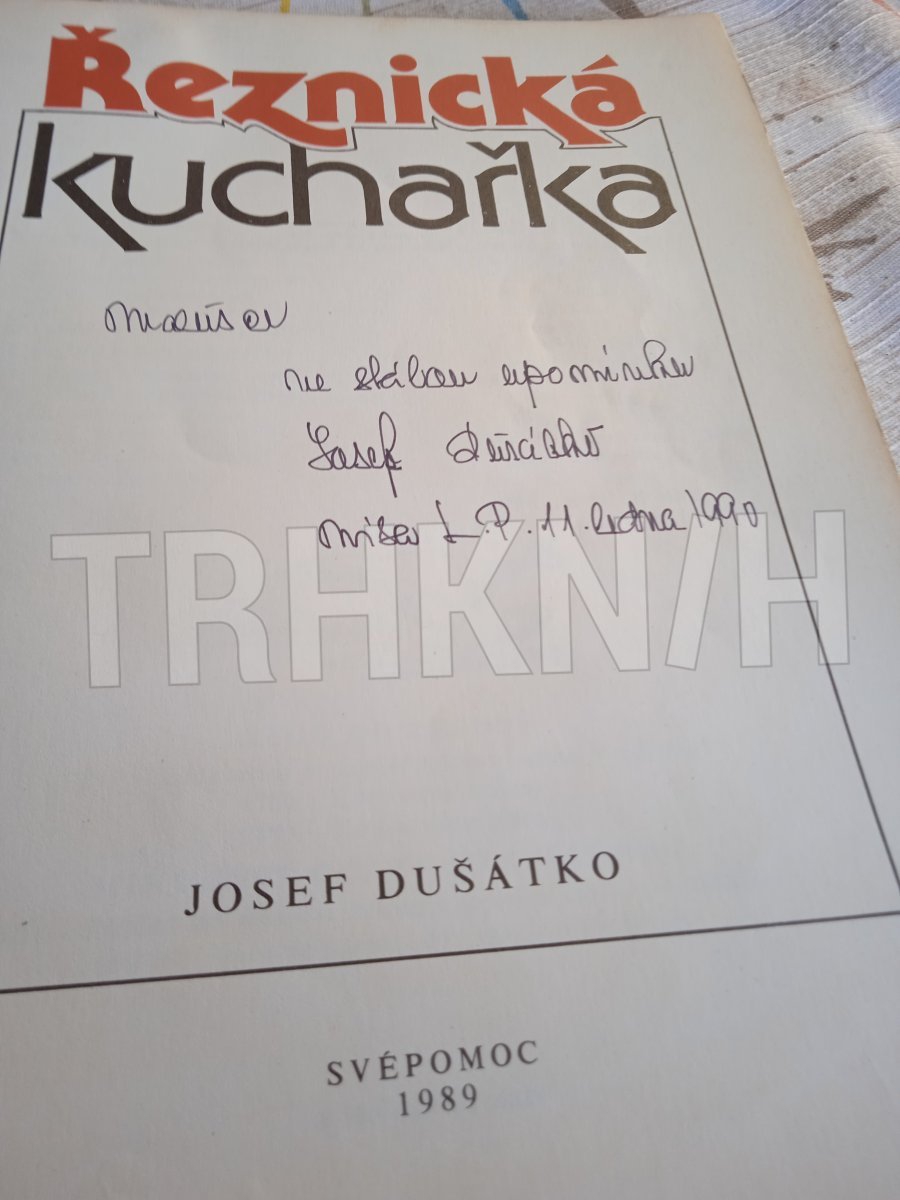 Řeznická
kuchařka
na stálou upomínku
Josef Dušátko
L.P. 11. ledna 1990
TRHKNIH
JOSEF DUŠÁTKO
SVÉPOMOC
1989